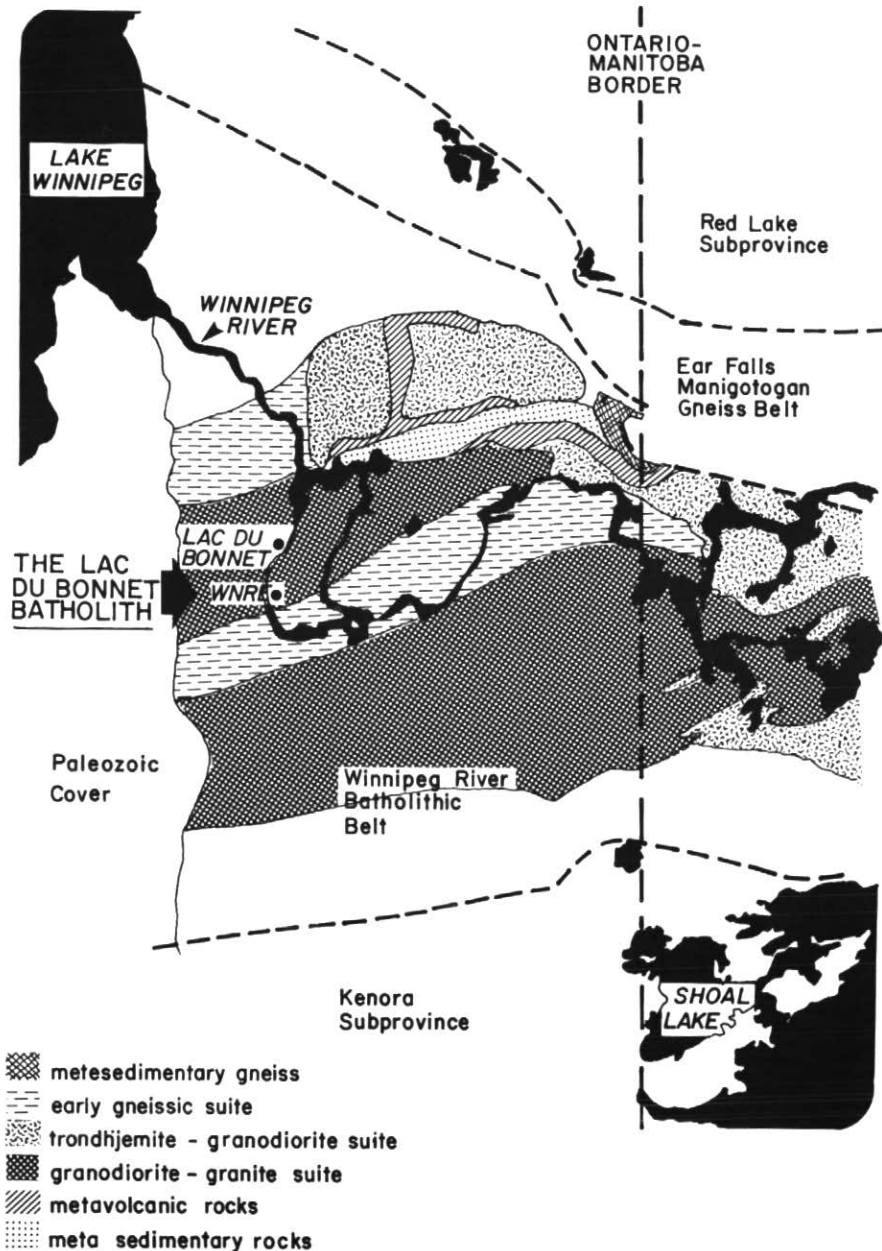 ONTARIO-
MANITOBA
BORDER
LAKE
WINNIPEG
Red Lake
Subprovince
WINNIPEG
RIVER
Ear Falls
Manigotogan
Gneiss Belt
LAC DU
BONNET
THE LAC
DU BONNET
BATHOLITH
WNRE
Paleozoic
Cover
Winnipeg River
Batholithic
Belt
SHOAL
LAKE
Kenora
Subprovince
metesedimentary gneiss
early gneissic suite
trondhjemite - granodiorite suite
granodiorite - granite suite
metavolcanic rocks
meta sedimentary rocks